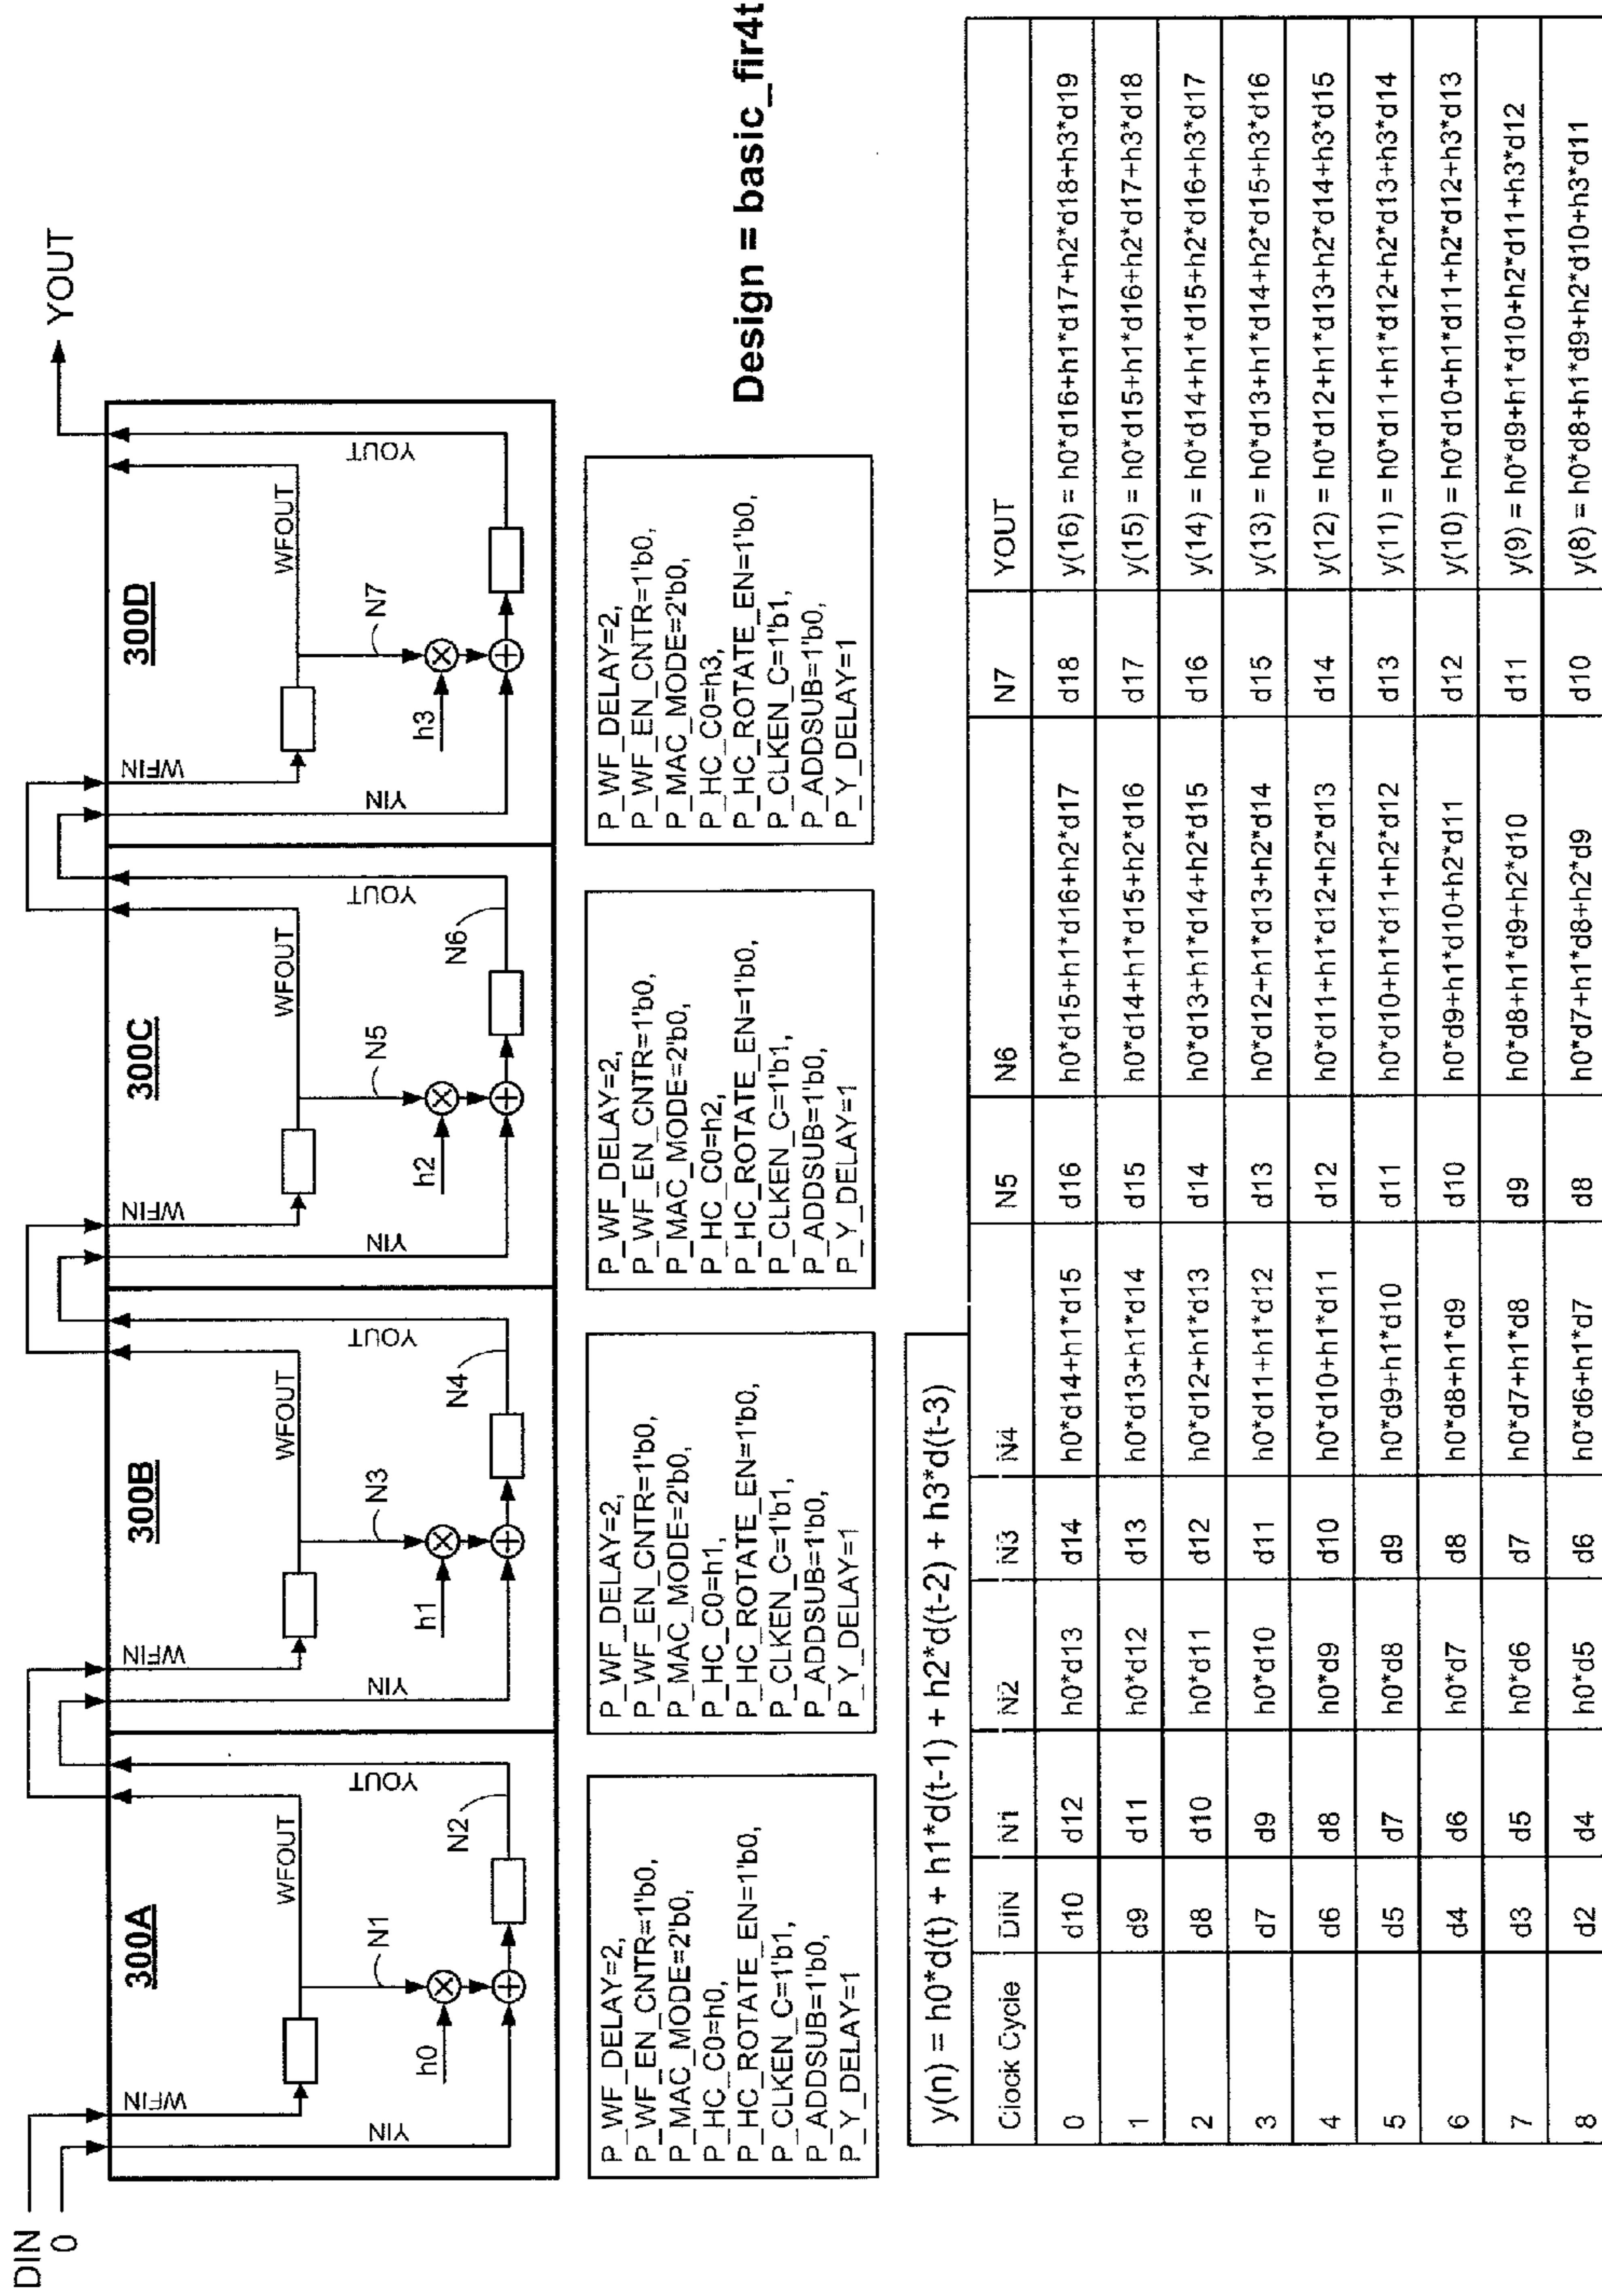 DIN
0
300A
WFIN
YIN
WFOUT
YOUT
N1
N2
h0
300B
WFIN
YIN
WFOUT
YOUT
N3
N4
h1
300C
WFIN
YIN
WFOUT
YOUT
N5
N6
h2
300D
WFIN
YIN
WFOUT
YOUT
N7
h3
YOUT
P_WF_DELAY=2,
P_WF_EN_CNTR=1'b0,
P_MAC_MODE=2'b0,
P_HC_C0=h0,
P_HC_ROTATE_EN=1'b0,
P_CLKEN_C=1'b1,
P_ADDSUB=1'b0,
P_Y_DELAY=1
P_WF_DELAY=2,
P_WF_EN_CNTR=1'b0,
P_MAC_MODE=2'b0,
P_HC_C0=h1,
P_HC_ROTATE_EN=1'b0,
P_CLKEN_C=1'b1,
P_ADDSUB=1'b0,
P_Y_DELAY=1
P_WF_DELAY=2,
P_WF_EN_CNTR=1'b0,
P_MAC_MODE=2'b0,
P_HC_C0=h2,
P_HC_ROTATE_EN=1'b0,
P_CLKEN_C=1'b1,
P_ADDSUB=1'b0,
P_Y_DELAY=1
P_WF_DELAY=2,
P_WF_EN_CNTR=1'b0,
P_MAC_MODE=2'b0,
P_HC_C0=h3,
P_HC_ROTATE_EN=1'b0,
P_CLKEN_C=1'b1,
P_ADDSUB=1'b0,
P_Y_DELAY=1
Design = basic_fir4t
y(n) = h0*d(t) + h1*d(t-1) + h2*d(t-2) + h3*d(t-3)
Clock Cycle DIN N1 N2 N3 N4 N5 N6 N7 YOUT
0 d10 d12 h0*d13 d14 h0*d14+h1*d15 d16 h0*d15+h1*d16+h2*d17 d18 y(16) = h0*d16+h1*d17+h2*d18+h3*d19
1 d9 d11 h0*d12 d13 h0*d13+h1*d14 d15 h0*d14+h1*d15+h2*d16 d17 y(15) = h0*d15+h1*d16+h2*d17+h3*d18
2 d8 d10 h0*d11 d12 h0*d12+h1*d13 d14 h0*d13+h1*d14+h2*d15 d16 y(14) = h0*d14+h1*d15+h2*d16+h3*d17
3 d7 d9 h0*d10 d11 h0*d11+h1*d12 d13 h0*d12+h1*d13+h2*d14 d15 y(13) = h0*d13+h1*d14+h2*d15+h3*d16
4 d6 d8 h0*d9 d10 h0*d10+h1*d11 d12 h0*d11+h1*d12+h2*d13 d14 y(12) = h0*d12+h1*d13+h2*d14+h3*d15
5 d5 d7 h0*d8 d9 h0*d9+h1*d10 d11 h0*d10+h1*d11+h2*d12 d13 y(11) = h0*d11+h1*d12+h2*d13+h3*d14
6 d4 d6 h0*d7 d8 h0*d8+h1*d9 d10 h0*d9+h1*d10+h2*d11 d12 y(10) = h0*d10+h1*d11+h2*d12+h3*d13
7 d3 d5 h0*d6 d7 h0*d7+h1*d8 d9 h0*d8+h1*d9+h2*d10 d11 y(9) = h0*d9+h1*d10+h2*d11+h3*d12
8 d2 d4 h0*d5 d6 h0*d6+h1*d7 d8 h0*d7+h1*d8+h2*d9 d10 y(8) = h0*d8+h1*d9+h2*d10+h3*d11